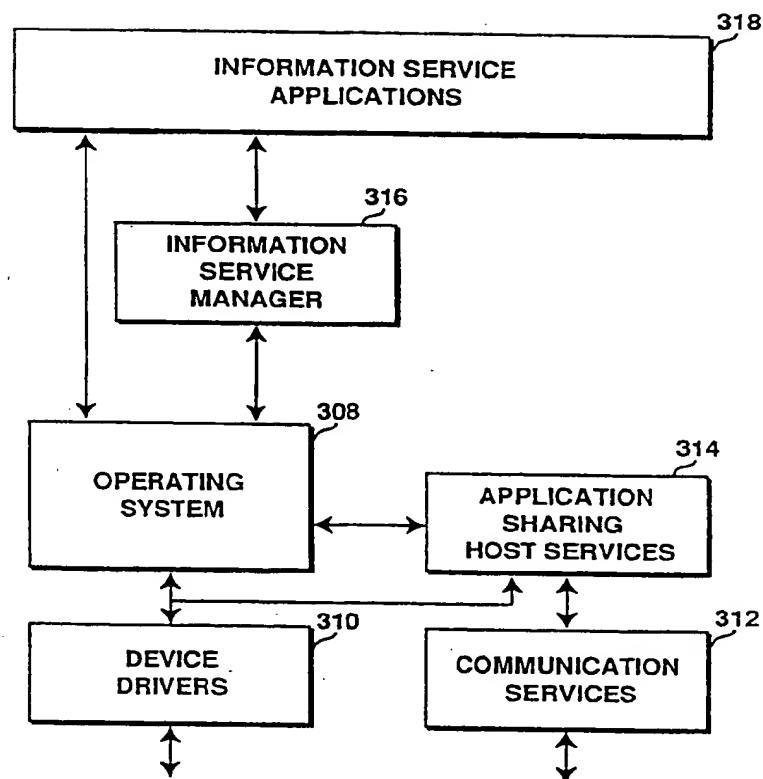 318
INFORMATION SERVICE
APPLICATIONS
316
INFORMATION
SERVICE
MANAGER
308
OPERATING
SYSTEM
314
APPLICATION
SHARING
HOST SERVICES
310
DEVICE
DRIVERS
312
COMMUNICATION
SERVICES